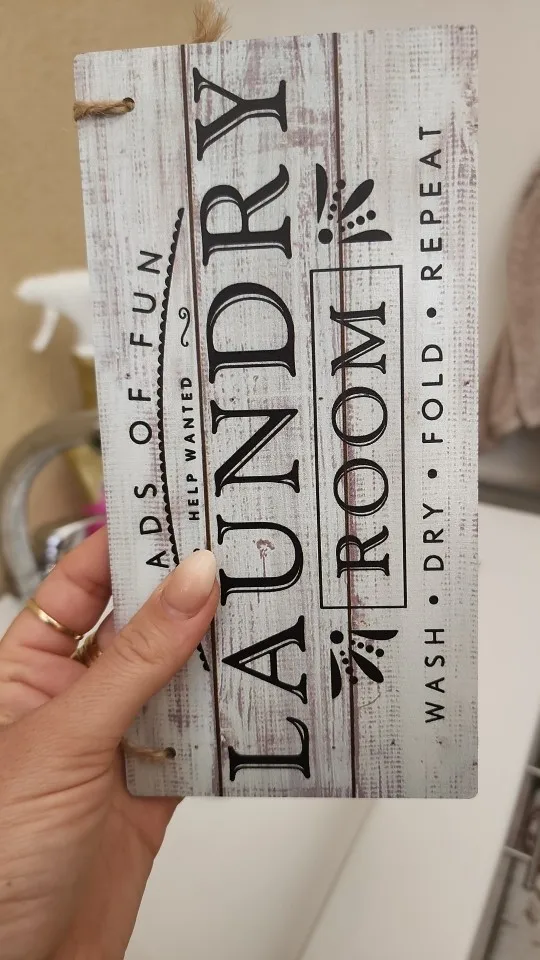 ADS OF FUN
HELP WANTED
LAUNDRY
ROOM
WASH • DRY • FOLD • REPEAT